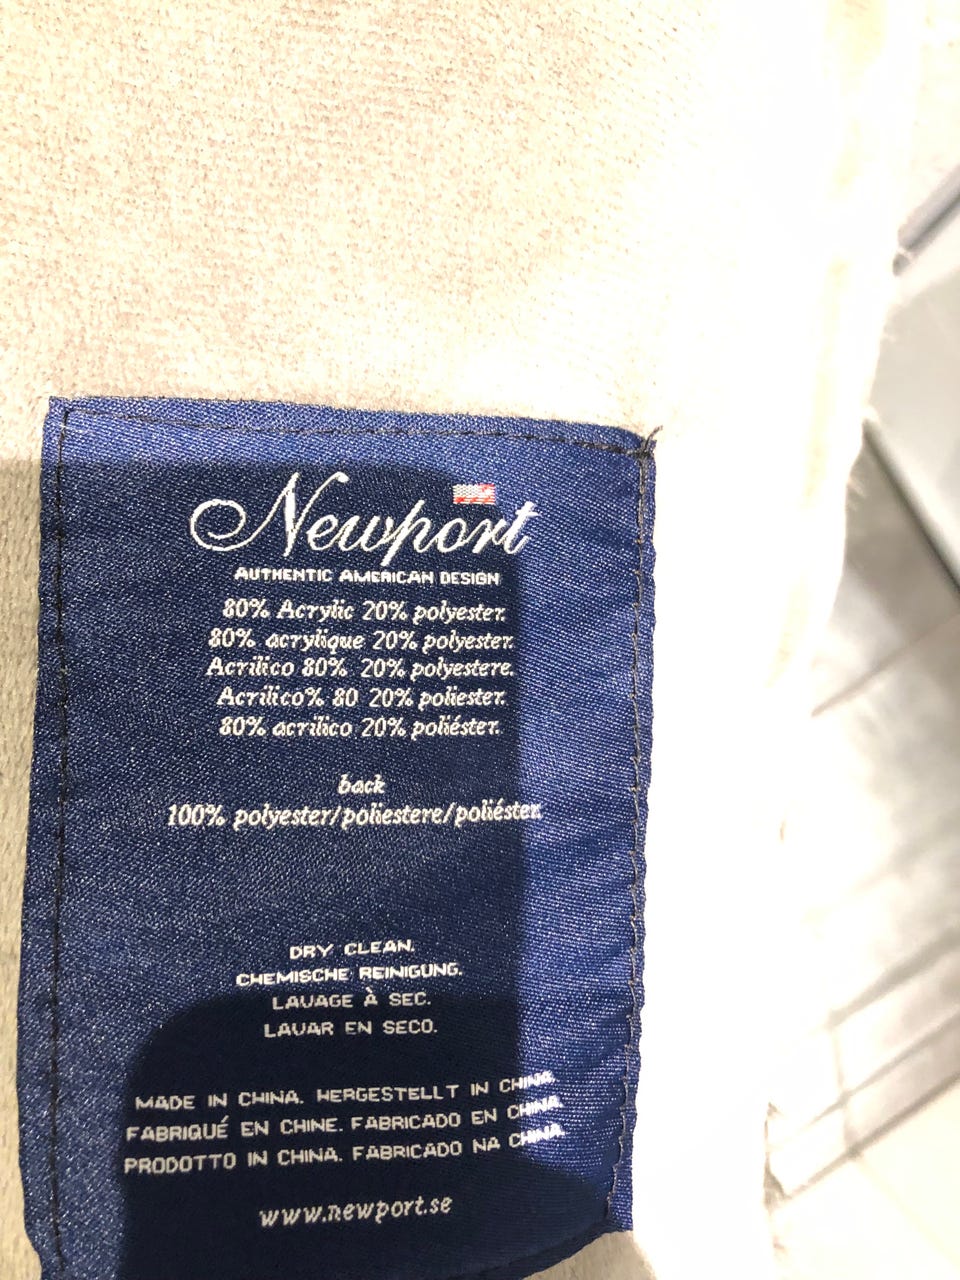 Newport
AUTHENTIC AMERICAN DESIGN
80% Acrylic 20% polyester.
80% acrylique 20% polyester.
Acrilico 80% 20% polyestere.
Acrilico% 80 20% poliester.
80% acrilico 20% poliéster.
back
100% polyester/poliestere/poliéster.
DRY CLEAN.
CHEMISCHE REINIGUNG.
LAVAGE À SEC.
LAVAR EN SECO.
MADE IN CHINA. HERGESTELLT IN CHINA.
FABRIQUÉ EN CHINE. FABRICADO EN CHINA.
PRODOTTO IN CHINA. FABRICADO NA CHINA.
www.newport.se